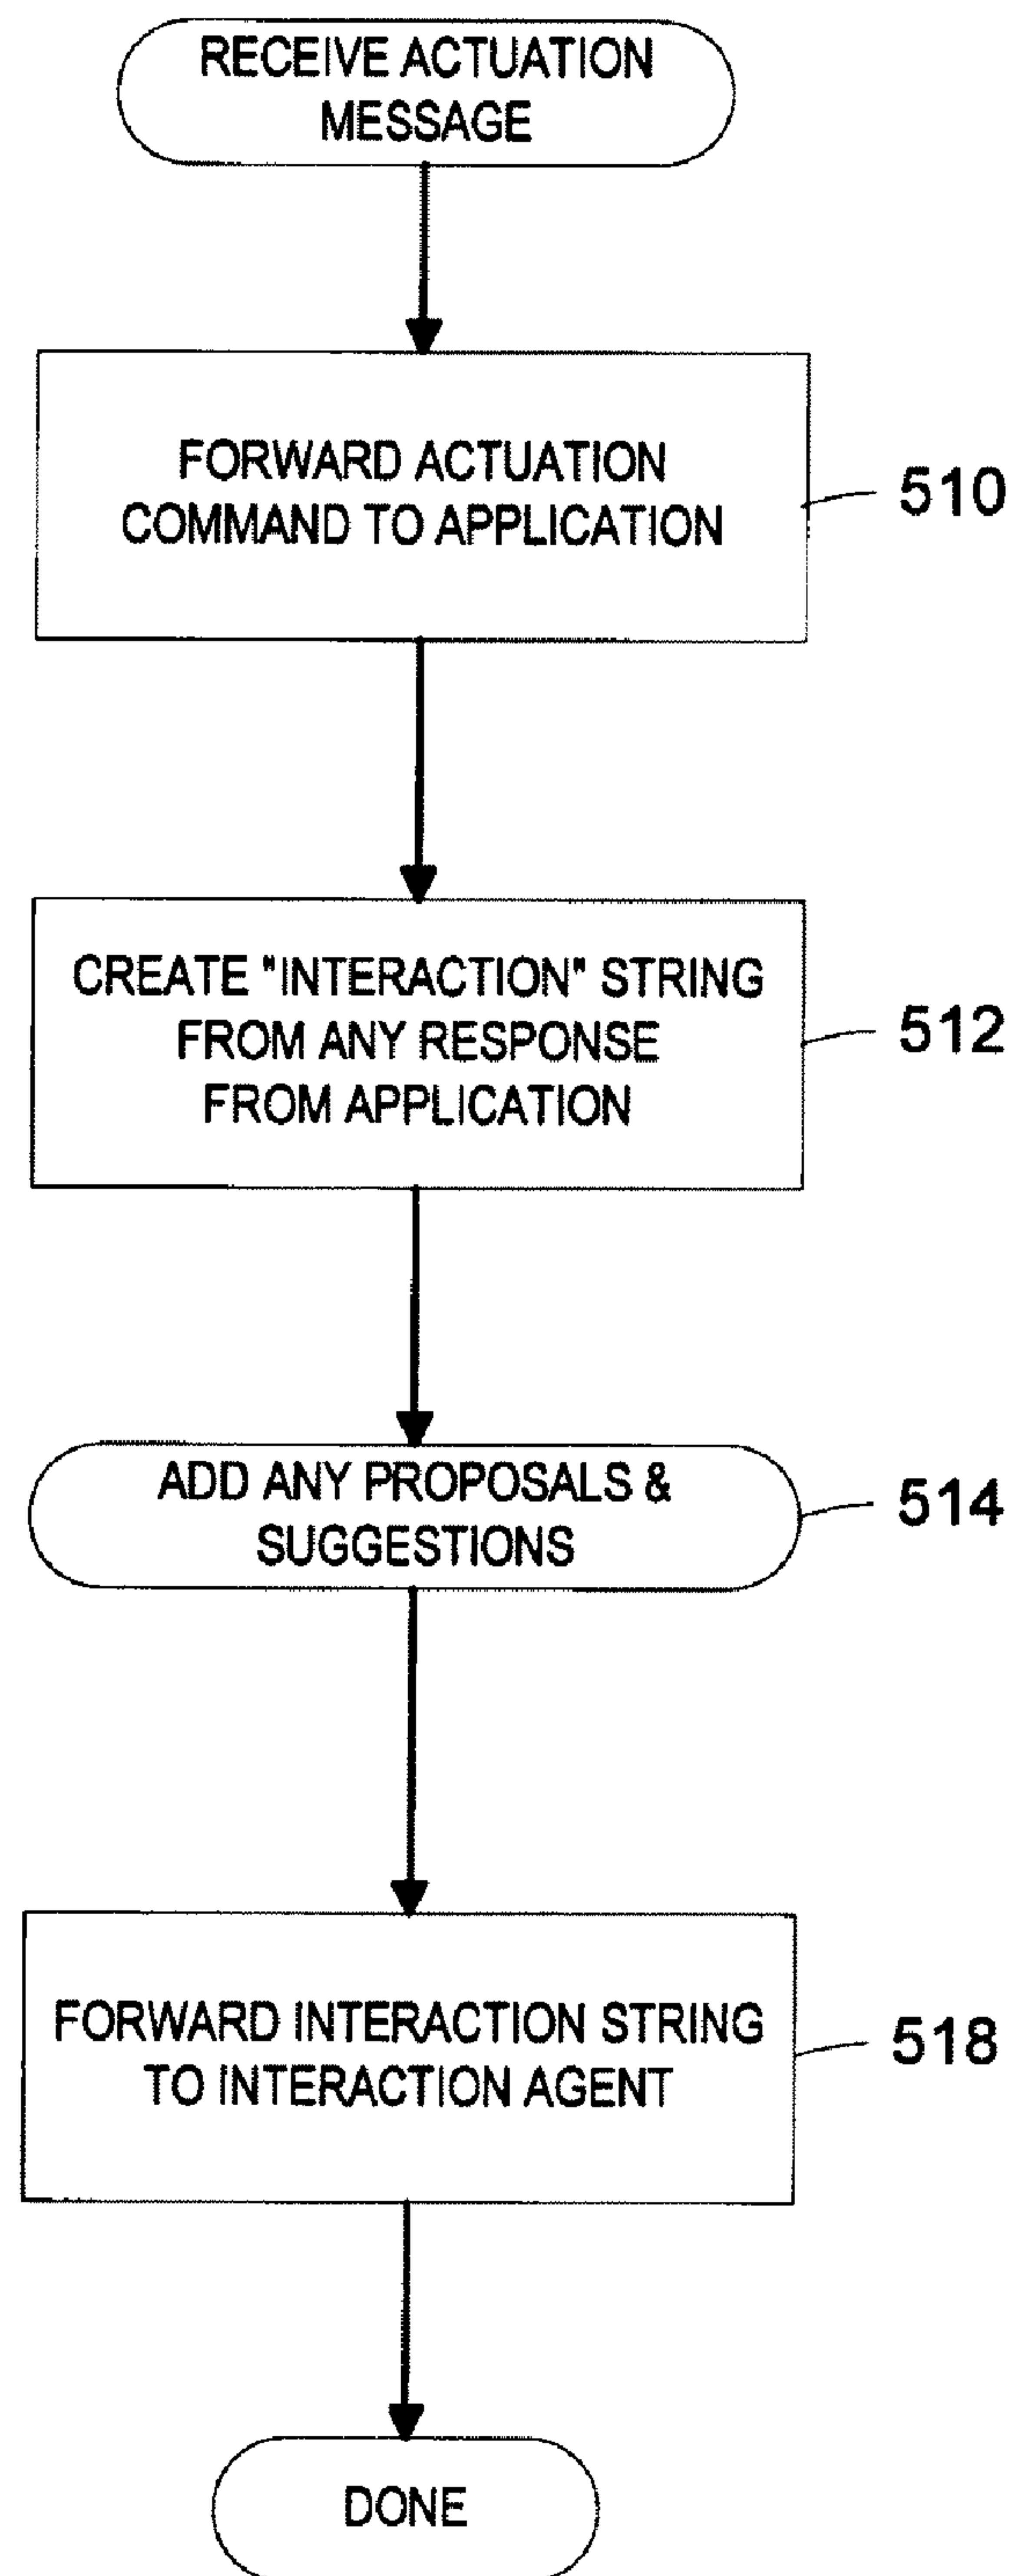 RECEIVE ACTUATION
MESSAGE
FORWARD ACTUATION
COMMAND TO APPLICATION
510
CREATE "INTERACTION" STRING
FROM ANY RESPONSE
FROM APPLICATION
512
ADD ANY PROPOSALS &
SUGGESTIONS
514
FORWARD INTERACTION STRING
TO INTERACTION AGENT
518
DONE